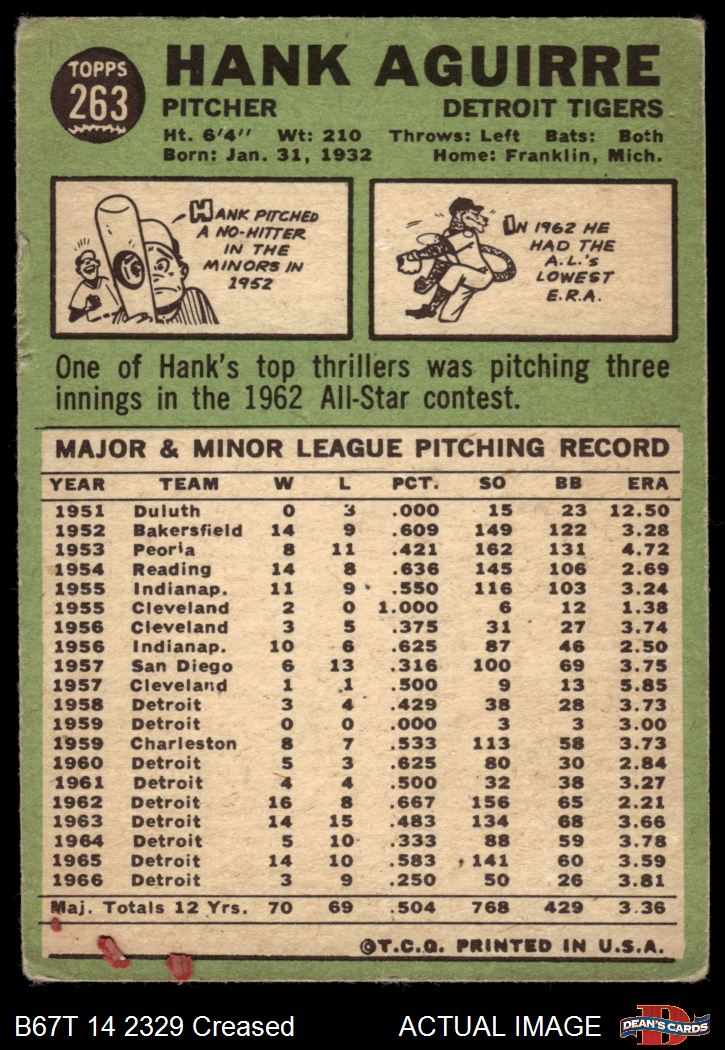 TOPPS
263
HANK AGUIRRE
PITCHER DETROIT TIGERS
Ht. 6'4" Wt: 210 Throws: Left Bats: Both
Born: Jan. 31, 1932 Home: Franklin, Mich.
HANK PITCHED
A NO-HITTER
IN THE
MINORS IN
1952
IN 1962 HE
HAD THE
A.L.'s
LOWEST
E.R.A.
One of Hank's top thrillers was pitching three
innings in the 1962 All-Star contest.
MAJOR & MINOR LEAGUE PITCHING RECORD
YEAR TEAM W L PCT. SO BB ERA
1951 Duluth 0 3 .000 15 23 12.50
1952 Bakersfield 14 9 .609 149 122 3.28
1953 Peoria 8 11 .421 162 131 4.72
1954 Reading 14 8 .636 145 106 2.69
1955 Indianap. 11 9 .550 116 103 3.24
1955 Cleveland 2 0 1.000 6 12 1.38
1956 Cleveland 3 5 .375 31 27 3.74
1956 Indianap. 10 6 .625 87 46 2.50
1957 San Diego 6 13 .316 100 69 3.75
1957 Cleveland 1 1 .500 9 13 5.85
1958 Detroit 3 4 .429 38 28 3.73
1959 Detroit 0 0 .000 3 3 3.00
1959 Charleston 8 7 .533 113 58 3.73
1960 Detroit 5 3 .625 80 30 2.84
1961 Detroit 4 4 .500 32 38 3.27
1962 Detroit 16 8 .667 156 65 2.21
1963 Detroit 14 15 .483 134 68 3.66
1964 Detroit 5 10 .333 88 59 3.78
1965 Detroit 14 10 .583 141 60 3.59
1966 Detroit 3 9 .250 50 26 3.81
Maj. Totals 12 Yrs. 70 69 .504 768 429 3.36
©T.C.G. PRINTED IN U.S.A.
B67T 14 2329 Creased ACTUAL IMAGE
D
DEAN'S CARDS